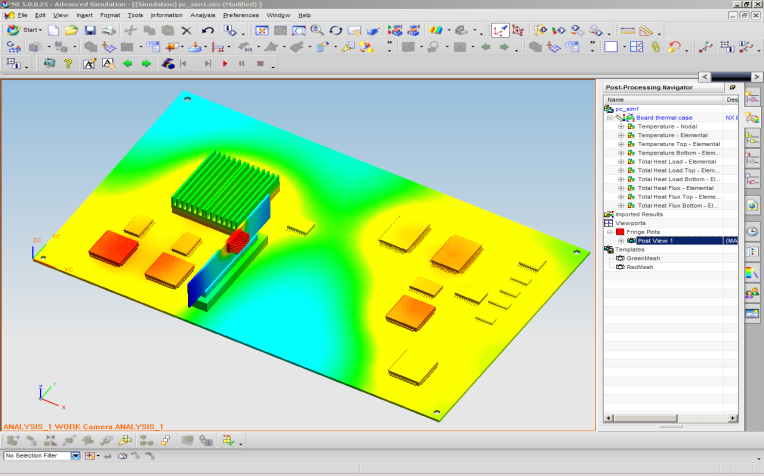 NX 5.0.0.25 - Advanced Simulation - [(Simulation) pc_sim1.sim (Modified) ]
File Edit View Insert Format Tools Information Analysis Preferences Window Help
Start
Post-Processing Navigator
Name Des
pc_sim1
Board thermal case NX
Temperature - Nodal
Temperature - Elemental
Temperature Top - Elemental
Temperature Bottom - Elem...
Total Heat Load - Elemental
Total Heat Load Top - Elem...
Total Heat Load Bottom - El...
Total Heat Flux - Elemental
Total Heat Flux Top - Eleme...
Total Heat Flux Bottom - El...
Imported Results
Viewports
Fringe Plots
Post View 1 (MA
Templates
GreenMesh
RedMesh
ZC YC
XC
Z
Y
X
ANALYSIS_1 WORK Camera ANALYSIS_1
No Selection Filter